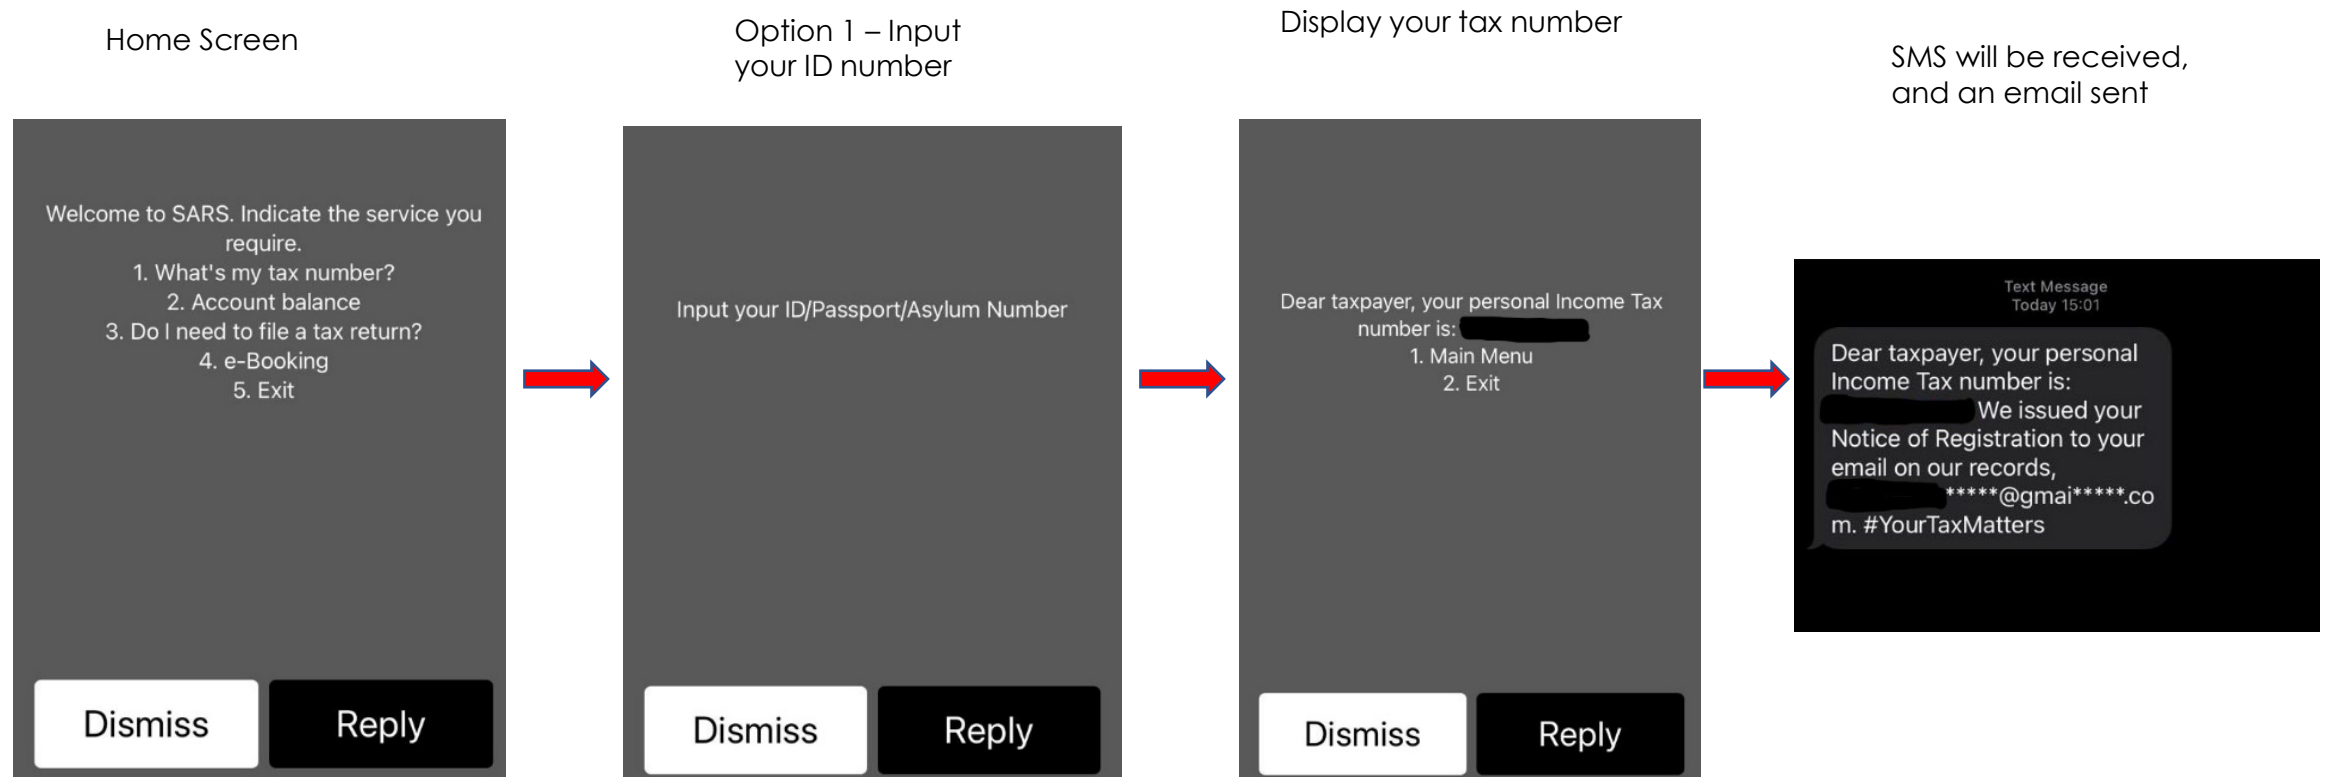 Home Screen
Option 1 – Input
your ID number
Display your tax number
SMS will be received,
and an email sent
Welcome to SARS. Indicate the service you
require.
1. What's my tax number?
2. Account balance
3. Do I need to file a tax return?
4. e-Booking
5. Exit
Dismiss
Reply
Input your ID/Passport/Asylum Number
Dismiss
Reply
Dear taxpayer, your personal Income Tax
number is:
1. Main Menu
2. Exit
Dismiss
Reply
Text Message
Today 15:01
Dear taxpayer, your personal
Income Tax number is:
We issued your
Notice of Registration to your
email on our records,
*****@gmai*****.co
m. #YourTaxMatters